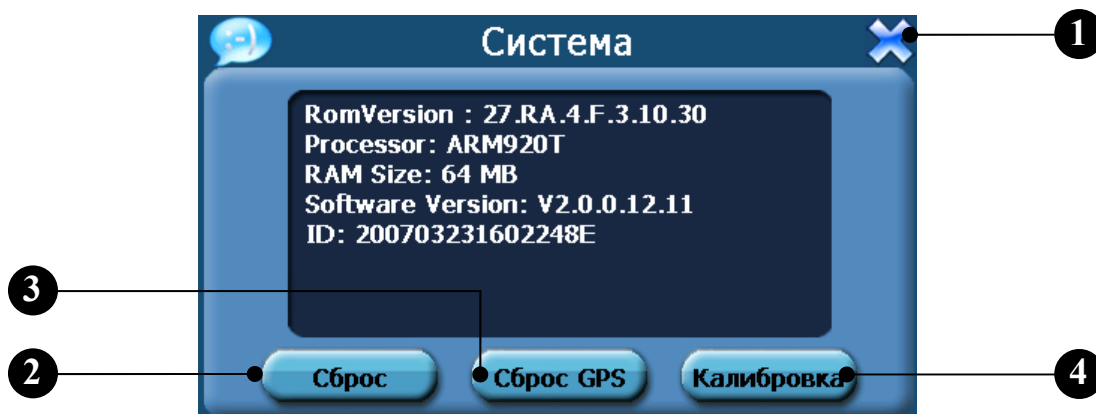 Система
1
RomVersion : 27.RA.4.F.3.10.30
Processor: ARM920T
RAM Size: 64 MB
Software Version: V2.0.0.12.11
ID: 200703231602248E
3
2
Сброс
Сброс GPS
Калибровка
4